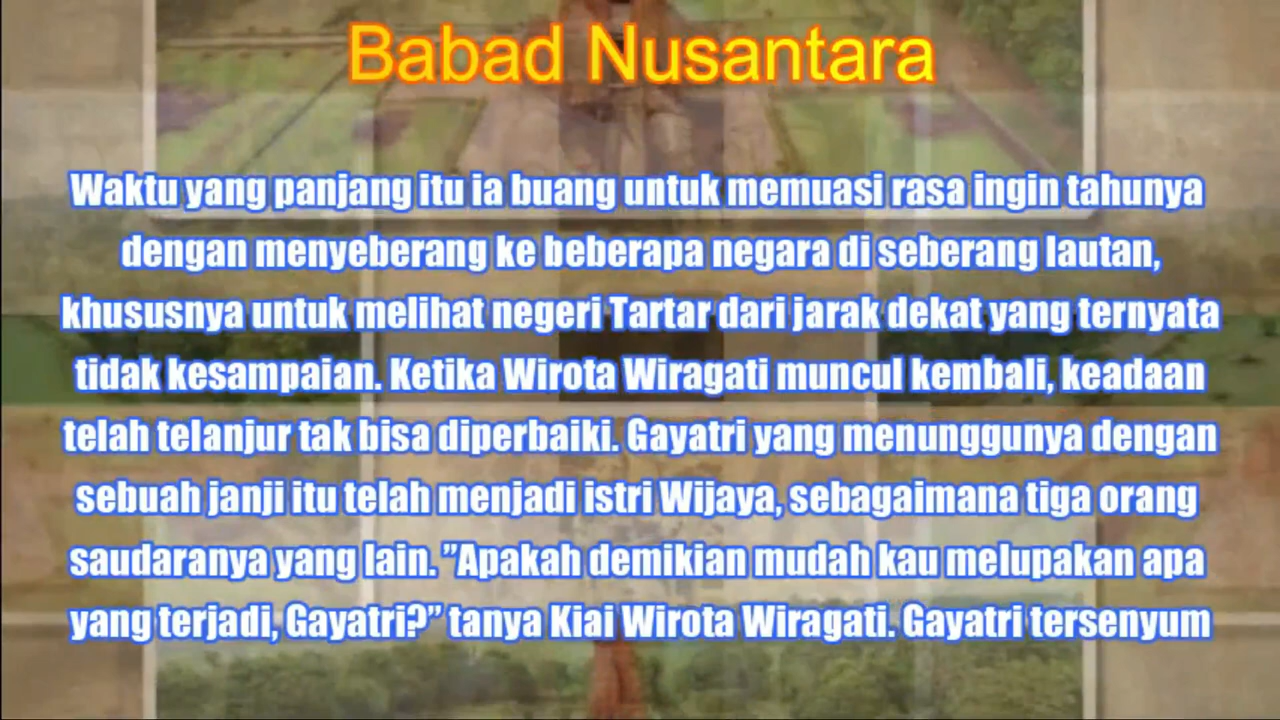 Babad Nusantara
Waktu yang panjang itu ia buang untuk memuasi rasa ingin tahunya
dengan menyeberang ke beberapa negara di seberang lautan,
khususnya untuk melihat negeri Tartar dari jarak dekat yang ternyata
tidak kesampaian. Ketika Wirota Wiragati muncul kembali, keadaan
telah telanjur tak bisa diperbaiki. Gayatri yang menunggunya dengan
sebuah janji itu telah menjadi istri Wijaya, sebagaimana tiga orang
saudaranya yang lain. ”Apakah demikian mudah kau melupakan apa
yang terjadi, Gayatri?” tanya Kiai Wirota Wiragati. Gayatri tersenyum